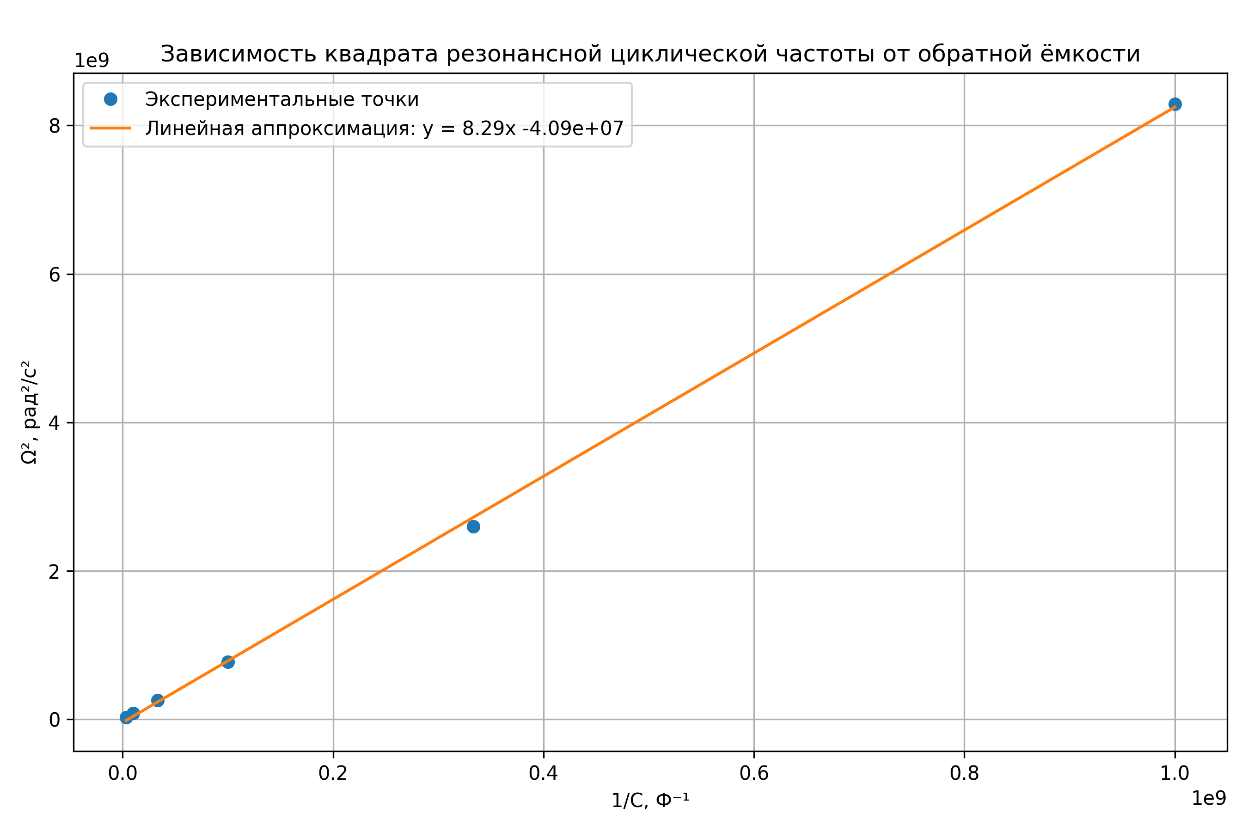 Зависимость квадрата резонансной циклической частоты от обратной ёмкости
1e9
Экспериментальные точки
Линейная аппроксимация: y = 8.29x -4.09e+07
8
6
4
2
0
Ω², рад²/с²
0.0 0.2 0.4 0.6 0.8 1.0
1e9
1/C, Ф⁻¹